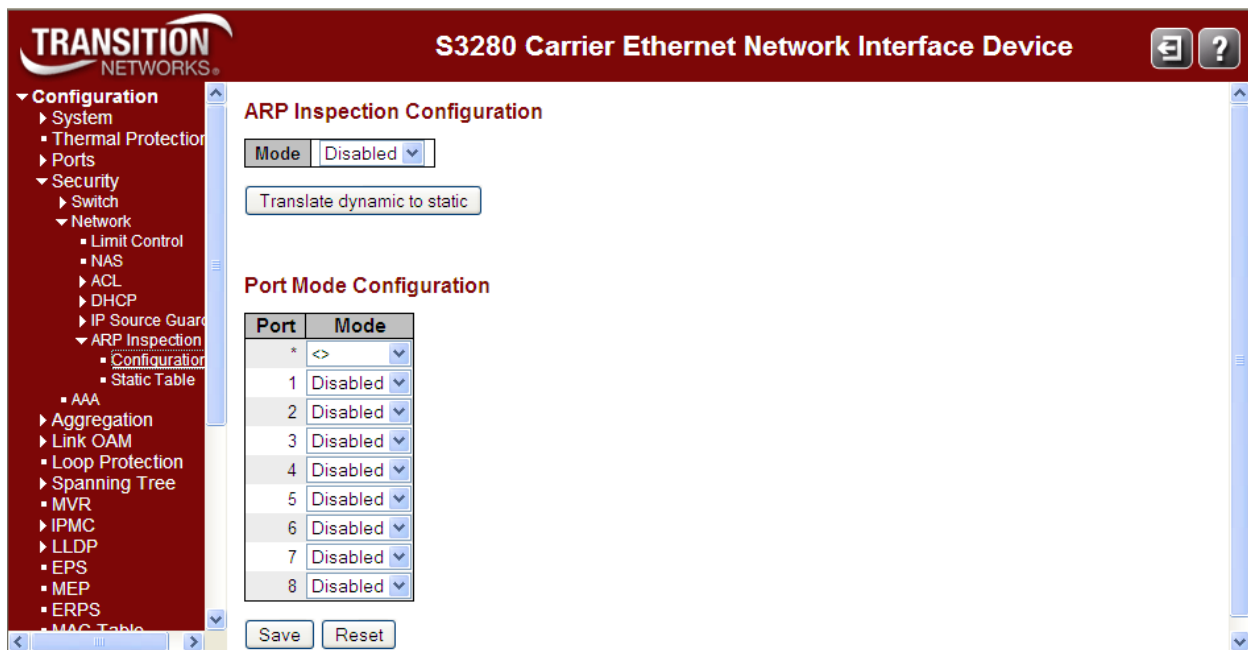 TRANSITION
NETWORKS®
S3280 Carrier Ethernet Network Interface Device
?
Configuration
System
Thermal Protection
Ports
Security
Switch
Network
Limit Control
NAS
ACL
DHCP
IP Source Guard
ARP Inspection
Configuration
Static Table
AAA
Aggregation
Link OAM
Loop Protection
Spanning Tree
MVR
IPMC
LLDP
EPS
MEP
ERPS
MAC Table
ARP Inspection Configuration
Mode Disabled
Translate dynamic to static
Port Mode Configuration
Port Mode
* <>
1 Disabled
2 Disabled
3 Disabled
4 Disabled
5 Disabled
6 Disabled
7 Disabled
8 Disabled
Save Reset